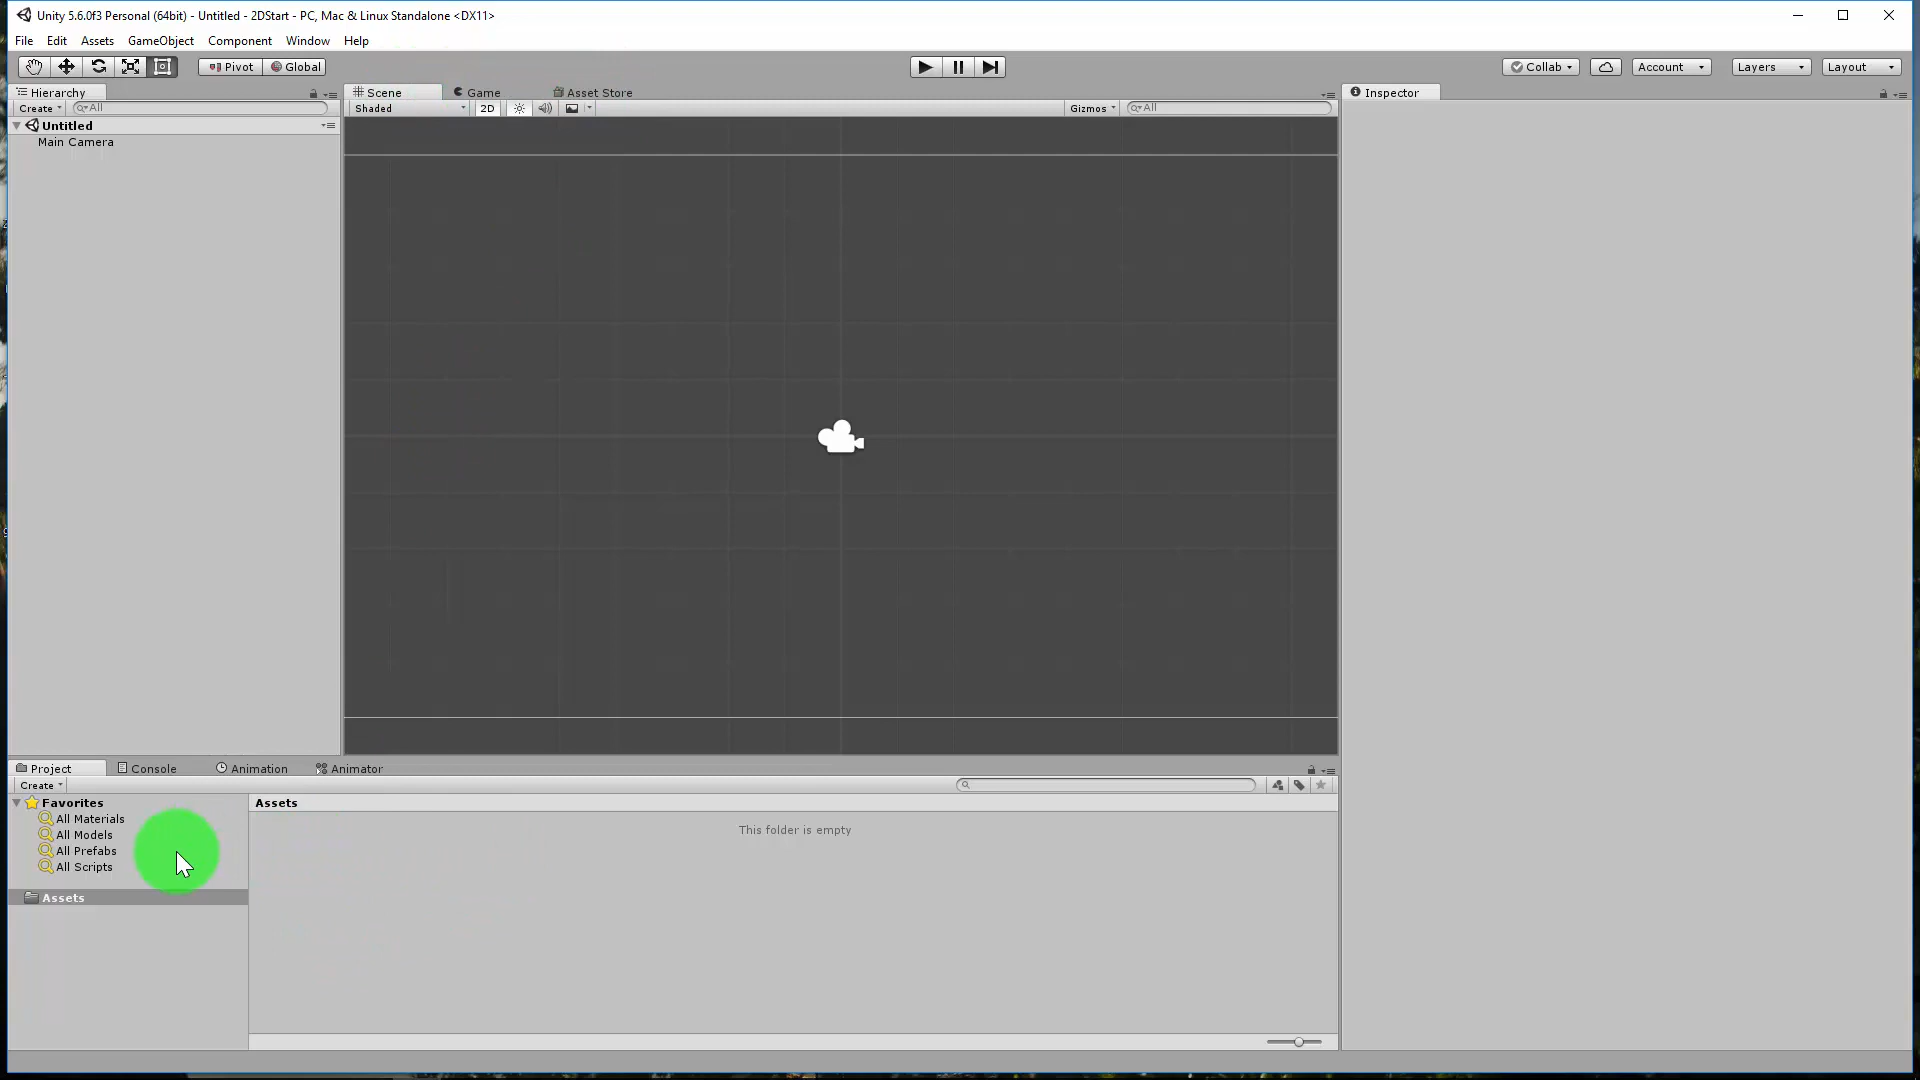 Unity 5.6.0f3 Personal (64bit) - Untitled - 2DStart - PC, Mac & Linux Standalone <DX11>
File Edit Assets GameObject Component Window Help
Pivot Global Collab Account Layers Layout
Hierarchy Scene Game Asset Store Inspector
Create All Shaded 2D Gizmos All
Untitled
Main Camera
Project Console Animation Animator
Create
Favorites Assets
All Materials
This folder is empty
All Models
All Prefabs
All Scripts
Assets